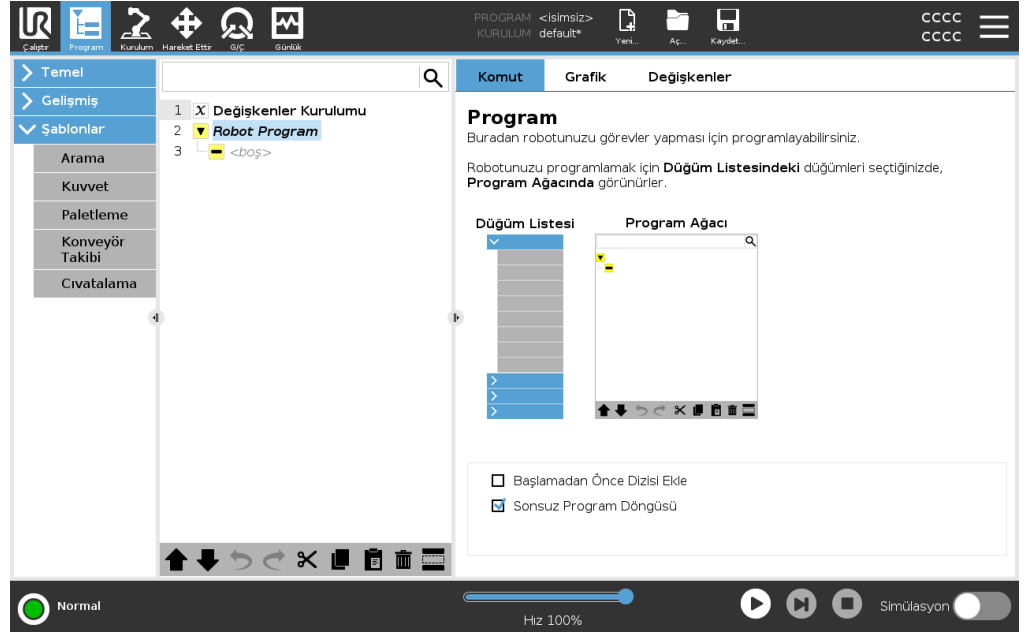 PROGRAM <isimsiz>
KURULUM default*
Yeni...
Aç...
Kaydet...
CCCC
CCCC
Çalıştır
Program
Kurulum
Hareket Ettir
G/Ç
Günlük
Temel
Gelişmiş
Şablonlar
Arama
Kuvvet
Paletleme
Konveyör
Takibi
Cıvatalama
1 X Değişkenler Kurulumu
2 Robot Program
3 <boş>
Komut
Grafik
Değişkenler
Program
Buradan robotunuzu görevler yapması için programlayabilirsiniz.
Robotunuzu programlamak için Düğüm Listesindeki düğümleri seçtiğinizde,
Program Ağacında görünürler.
Düğüm Listesi
Program Ağacı
Başlamadan Önce Dizisi Ekle
Sonsuz Program Döngüsü
Normal
Hız 100%
Simülasyon